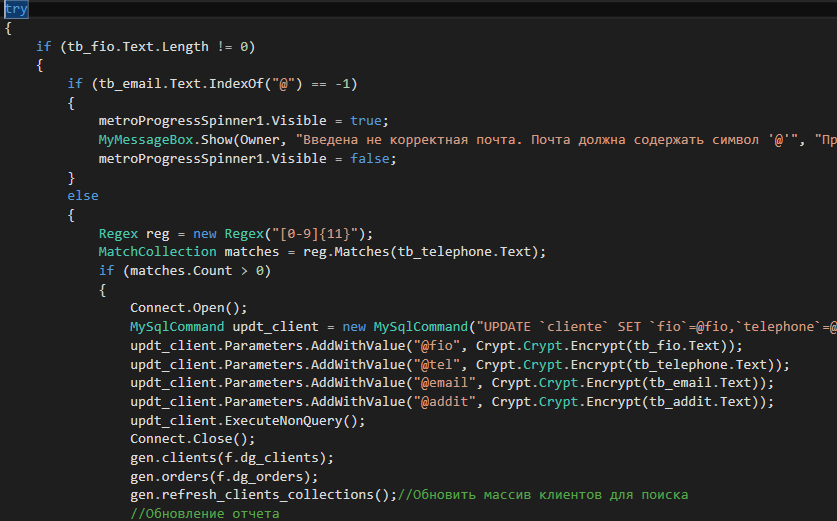 try
{
if (tb_fio.Text.Length != 0)
{
if (tb_email.Text.IndexOf("@") == -1)
{
metroProgressSpinner1.Visible = true;
MyMessageBox.Show(Owner, "Введена не корректная почта. Почта должна содержать символ '@'", "Пр
metroProgressSpinner1.Visible = false;
}
else
{
Regex reg = new Regex("[0-9]{11}");
MatchCollection matches = reg.Matches(tb_telephone.Text);
if (matches.Count > 0)
{
Connect.Open();
MySqlCommand updt_client = new MySqlCommand("UPDATE `cliente` SET `fio`=@fio,`telephone`=@
updt_client.Parameters.AddWithValue("@fio", Crypt.Crypt.Encrypt(tb_fio.Text));
updt_client.Parameters.AddWithValue("@tel", Crypt.Crypt.Encrypt(tb_telephone.Text));
updt_client.Parameters.AddWithValue("@email", Crypt.Crypt.Encrypt(tb_email.Text));
updt_client.Parameters.AddWithValue("@addit", Crypt.Crypt.Encrypt(tb_addit.Text));
updt_client.ExecuteNonQuery();
Connect.Close();
gen.clients(f.dg_clients);
gen.orders(f.dg_orders);
gen.refresh_clients_collections();//Обновить массив клиентов для поиска
//Обновление отчета